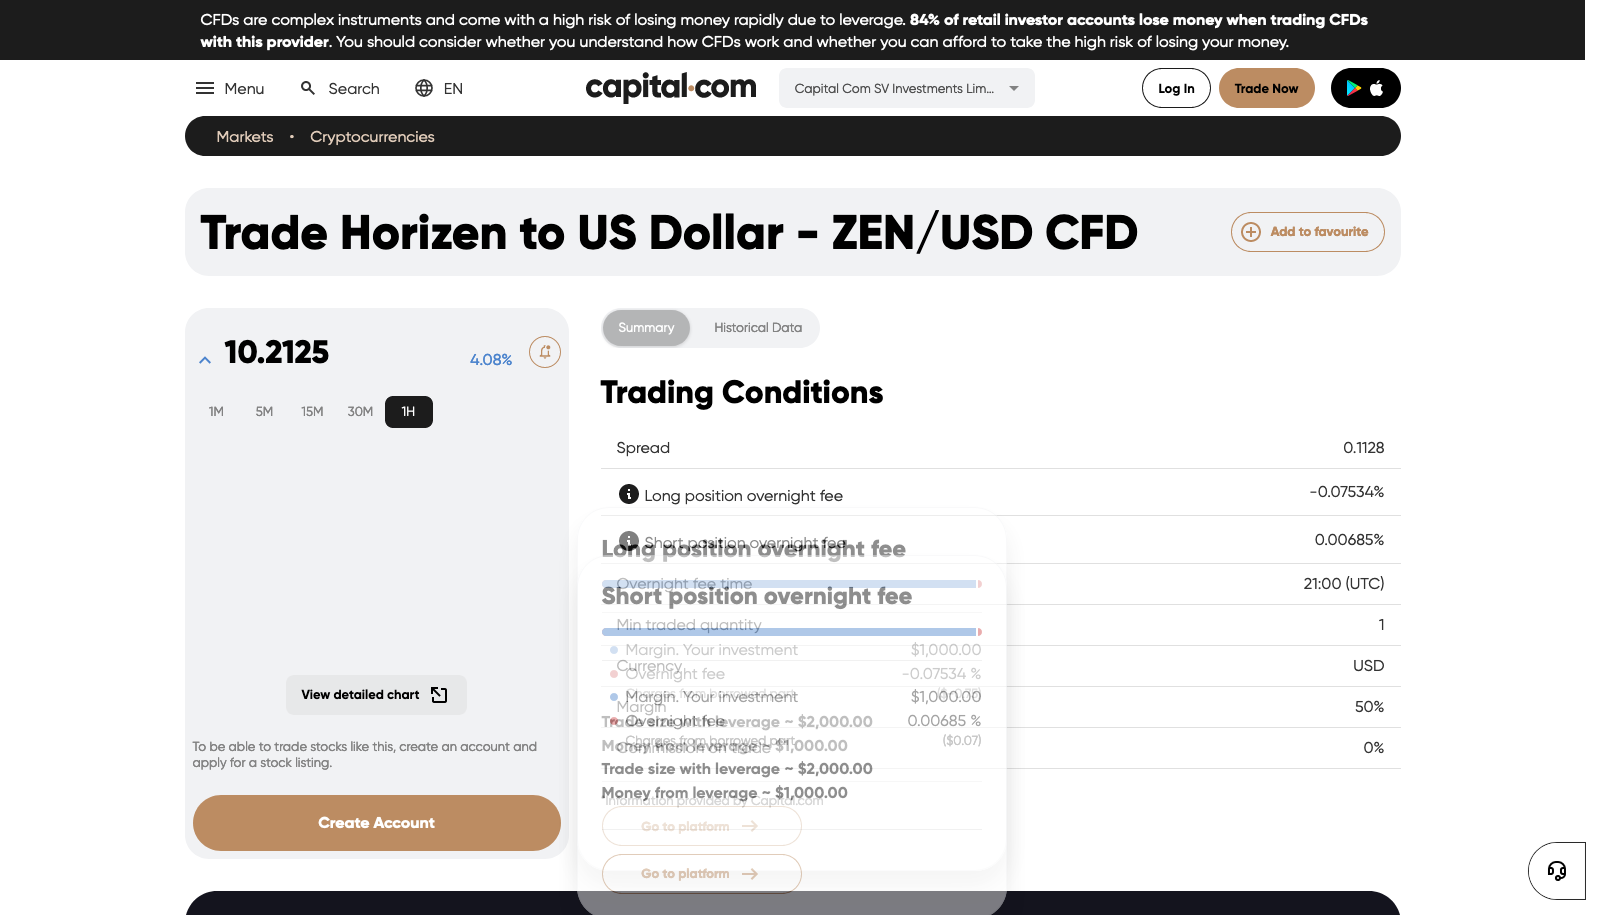 CFDs are complex instruments and come with a high risk of losing money rapidly due to leverage. 84% of retail investor accounts lose money when trading CFDs
with this provider. You should consider whether you understand how CFDs work and whether you can afford to take the high risk of losing your money.
Menu
Search
EN
capital.com
Capital Com SV Investments Lim...
Log In
Trade Now
Markets • Cryptocurrencies
Trade Horizen to US Dollar - ZEN/USD CFD
Add to favourite
10.2125
4.08%
1M 5M 15M 30M 1H
View detailed chart
To be able to trade stocks like this, create an account and
apply for a stock listing.
Create Account
Summary
Historical Data
Trading Conditions
Spread 0.1128
Long position overnight fee -0.07534%
Short position overnight fee 0.00685%
Overnight fee time 21:00 (UTC)
Min traded quantity 1
Currency USD
Margin 50%
Commission on trade 0%
Information provided by Capital.com
Long position overnight fee
Margin. Your investment $1,000.00
Overnight fee -0.07534 %
Charges from borrowed part
Trade size with leverage ~ $2,000.00
Money from leverage ~ $1,000.00
Go to platform
Short position overnight fee
Margin. Your investment $1,000.00
Overnight fee 0.00685 %
Charges from borrowed part ($0.07)
Trade size with leverage ~ $2,000.00
Money from leverage ~ $1,000.00
Go to platform